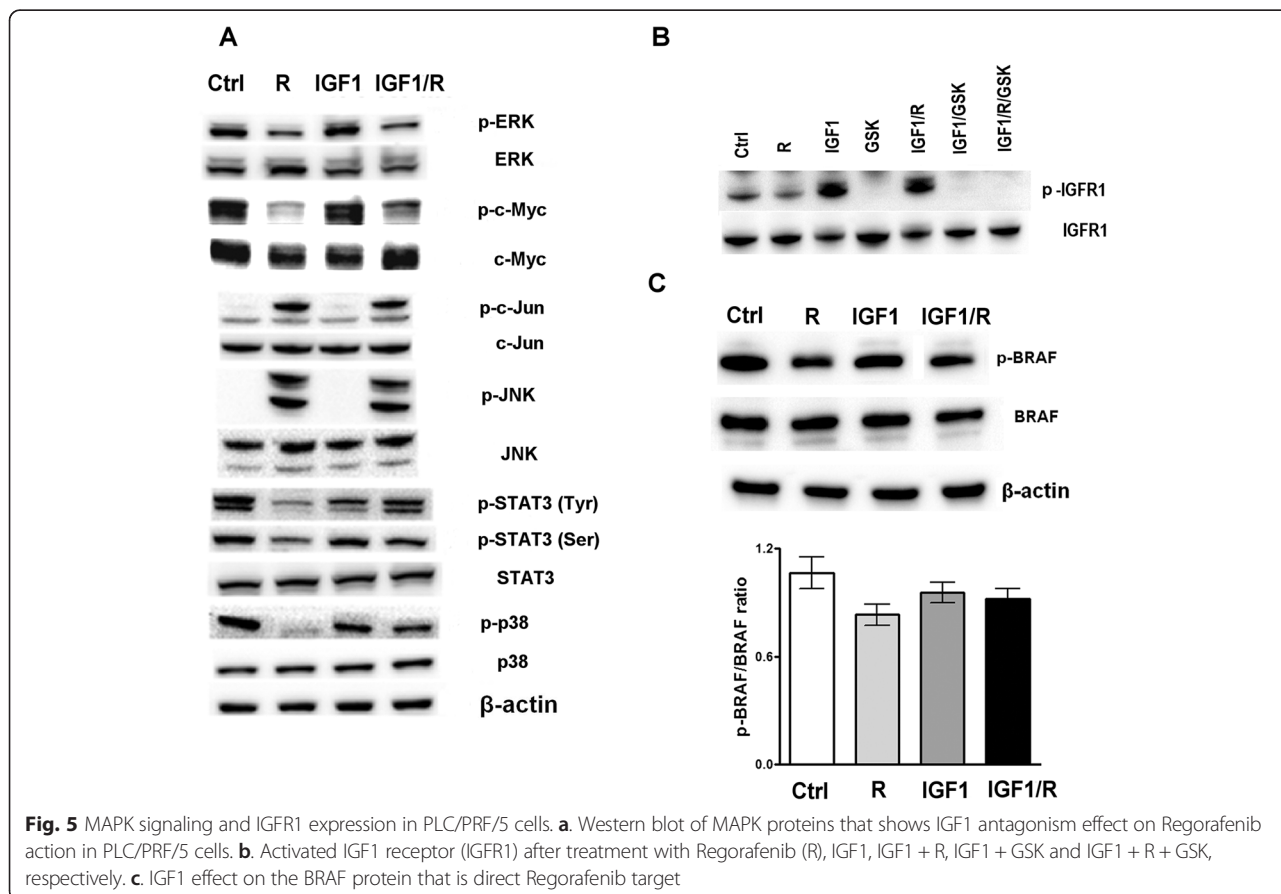 A
Ctrl R IGF1 IGF1/R
p-ERK
ERK
p-c-Myc
c-Myc
p-c-Jun
c-Jun
p-JNK
JNK
p-STAT3 (Tyr)
p-STAT3 (Ser)
STAT3
p-p38
p38
β-actin
B
Ctrl R IGF1 GSK IGF1/R IGF1/GSK IGF1/R/GSK
p-IGFR1
IGFR1
C
Ctrl R IGF1 IGF1/R
p-BRAF
BRAF
β-actin
p-BRAF/BRAF ratio
1.2
0.6
0.0
Ctrl R IGF1 IGF1/R
Fig. 5 MAPK signaling and IGFR1 expression in PLC/PRF/5 cells. a. Western blot of MAPK proteins that shows IGF1 antagonism effect on Regorafenib
action in PLC/PRF/5 cells. b. Activated IGF1 receptor (IGFR1) after treatment with Regorafenib (R), IGF1, IGF1 + R, IGF1 + GSK and IGF1 + R + GSK,
respectively. c. IGF1 effect on the BRAF protein that is direct Regorafenib target